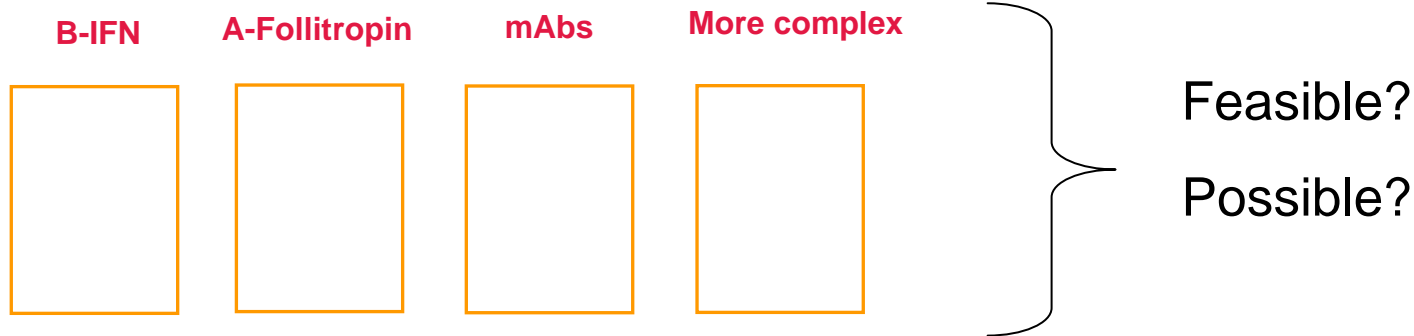 B-IFN
A-Follitropin
mAbs
More complex
Feasible?
Possible?